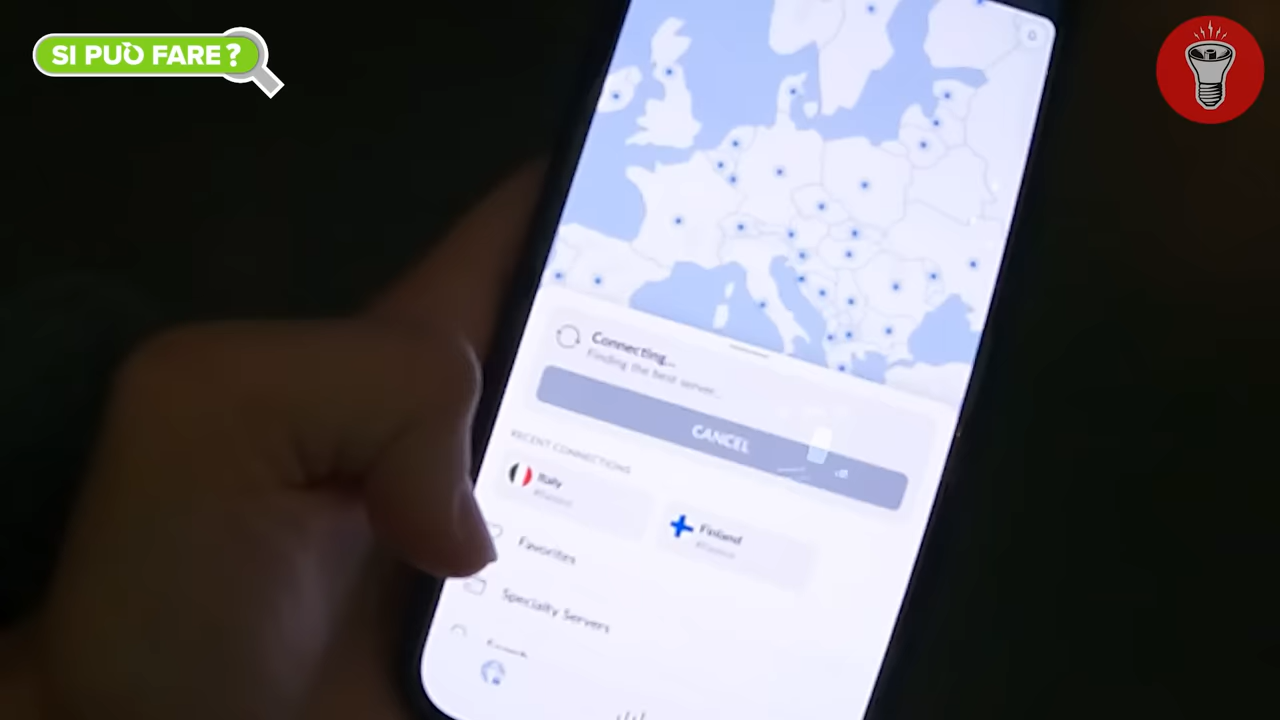 SI PUÒ FARE?
Connecting...
Finding the best server...
CANCEL
RECENT CONNECTIONS
Italy
Finland
Favorites
Specialty Servers